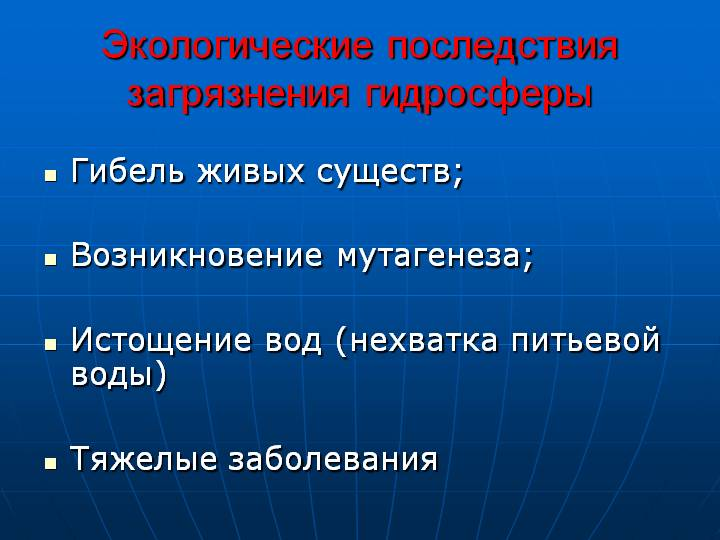 Экологические последствия
загрязнения гидросферы
Гибель живых существ;
Возникновение мутагенеза;
Истощение вод (нехватка питьевой
воды)
Тяжелые заболевания